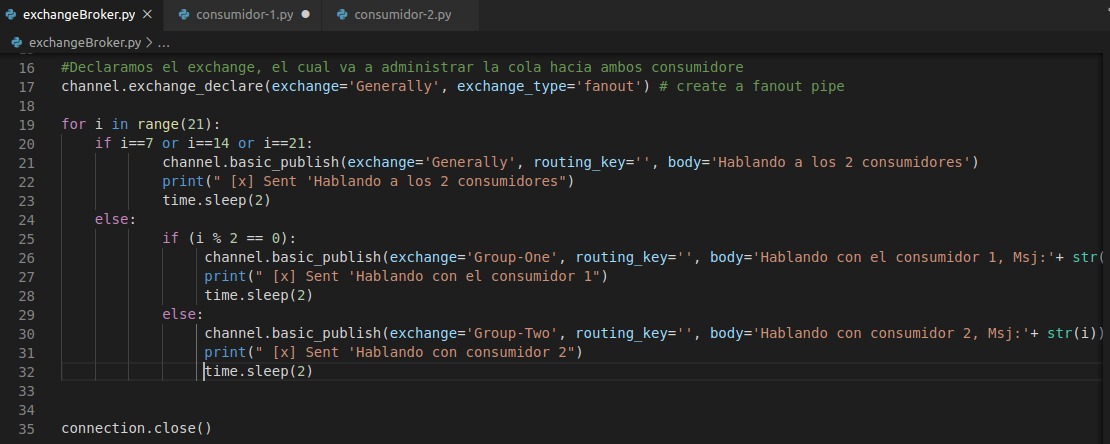 exchangeBroker.py × consumidor-1.py ● consumidor-2.py
exchangeBroker.py > ...
16 #Declaramos el exchange, el cual va a administrar la cola hacia ambos consumidore
17 channel.exchange_declare(exchange='Generally', exchange_type='fanout') # create a fanout pipe
18
19 for i in range(21):
20 if i==7 or i==14 or i==21:
21 channel.basic_publish(exchange='Generally', routing_key='', body='Hablando a los 2 consumidores')
22 print(" [x] Sent 'Hablando a los 2 consumidores")
23 time.sleep(2)
24 else:
25 if (i % 2 == 0):
26 channel.basic_publish(exchange='Group-One', routing_key='', body='Hablando con el consumidor 1, Msj:'+ str(
27 print(" [x] Sent 'Hablando con el consumidor 1")
28 time.sleep(2)
29 else:
30 channel.basic_publish(exchange='Group-Two', routing_key='', body='Hablando con consumidor 2, Msj:'+ str(i))
31 print(" [x] Sent 'Hablando con consumidor 2")
32 time.sleep(2)
33
34
35 connection.close()